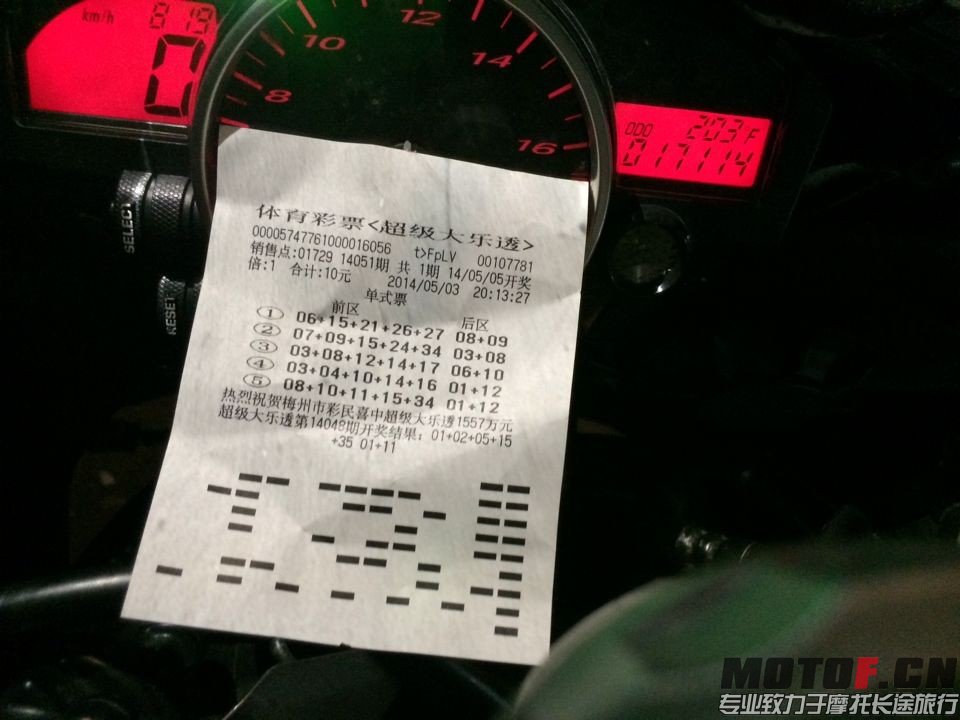 km/h
819
0
8
10
12
14
16
ODO
203 F
017114
SELECT
RESET
体育彩票<超级大乐透>
00005747761000016056 t>FpLV 00107781
销售点:01729 14051期 共 1期 14/05/05开奖
倍:1 合计:10元 2014/05/03 20:13:27
单式票
前区 后区
① 06+15+21+26+27 08+09
② 07+09+15+24+34 03+08
③ 03+08+12+14+17 06+10
④ 03+04+10+14+16 01+12
⑤ 08+10+11+15+34 01+12
热烈祝贺梅州市彩民喜中超级大乐透1557万元
超级大乐透第14048期开奖结果: 01+02+05+15
+35 01+11
MOTOF.CN
专业致力于摩托长途旅行